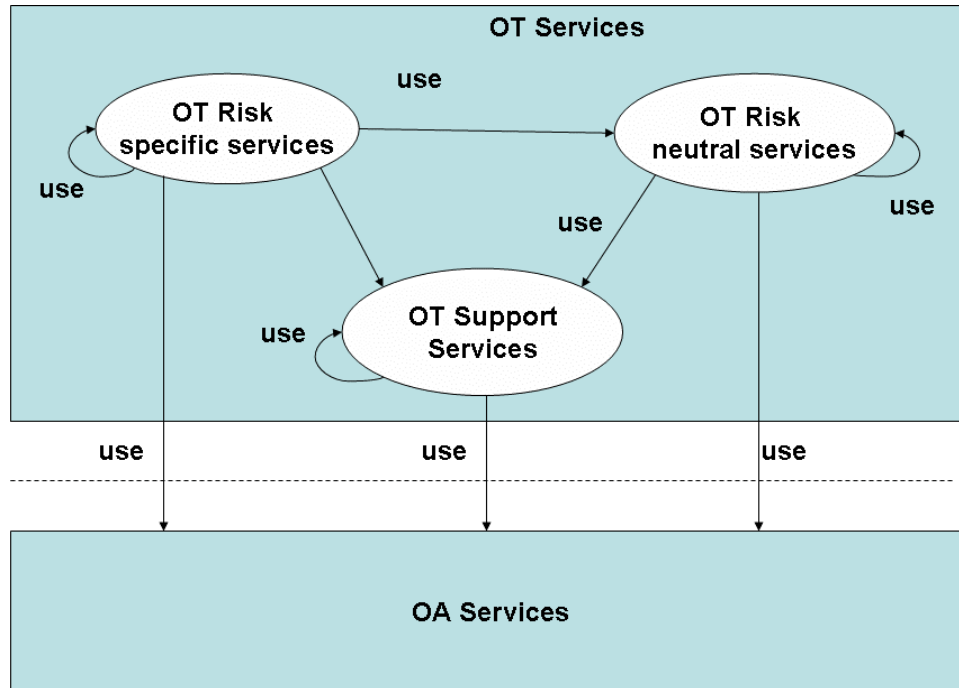 OT Services
use
OT Risk
specific services
OT Risk
neutral services
use
use
use
OT Support
Services
use
use
use
use
OA Services